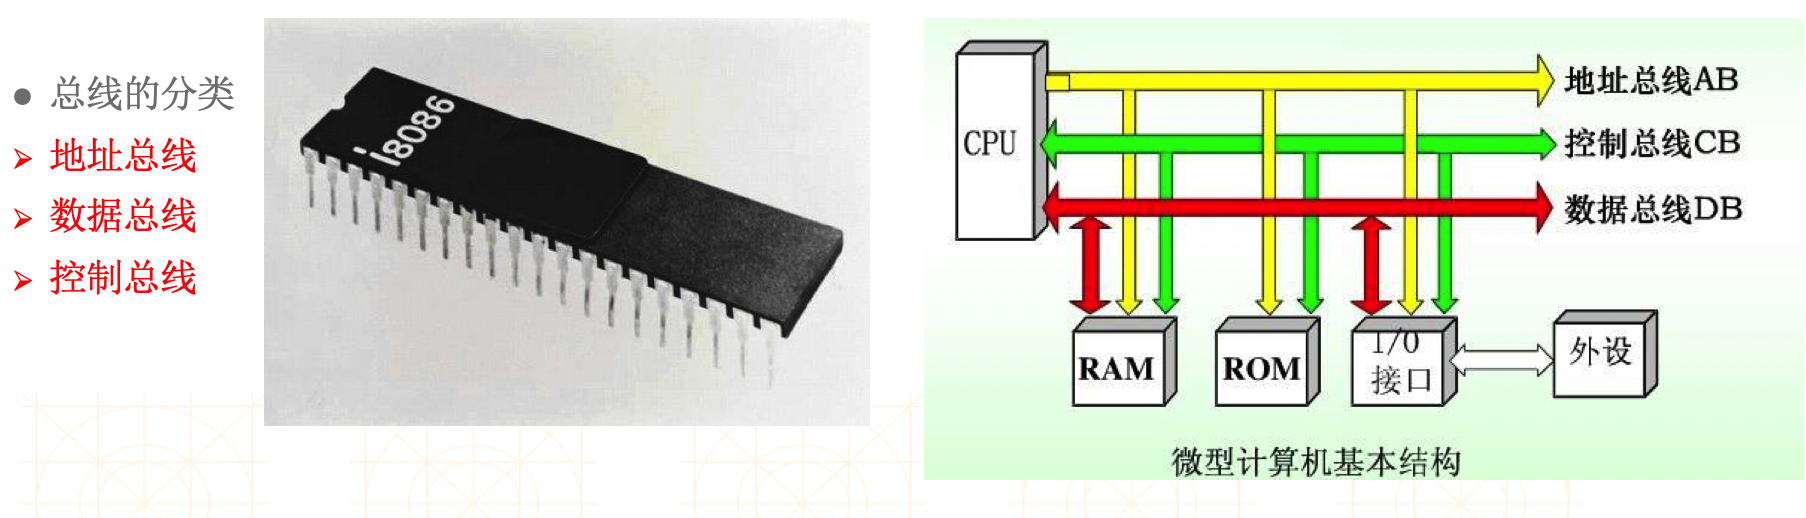 总线的分类
地址总线
数据总线
控制总线
i8086
CPU
地址总线AB
控制总线CB
数据总线DB
RAM
ROM
I/O
接口
外设
微型计算机基本结构